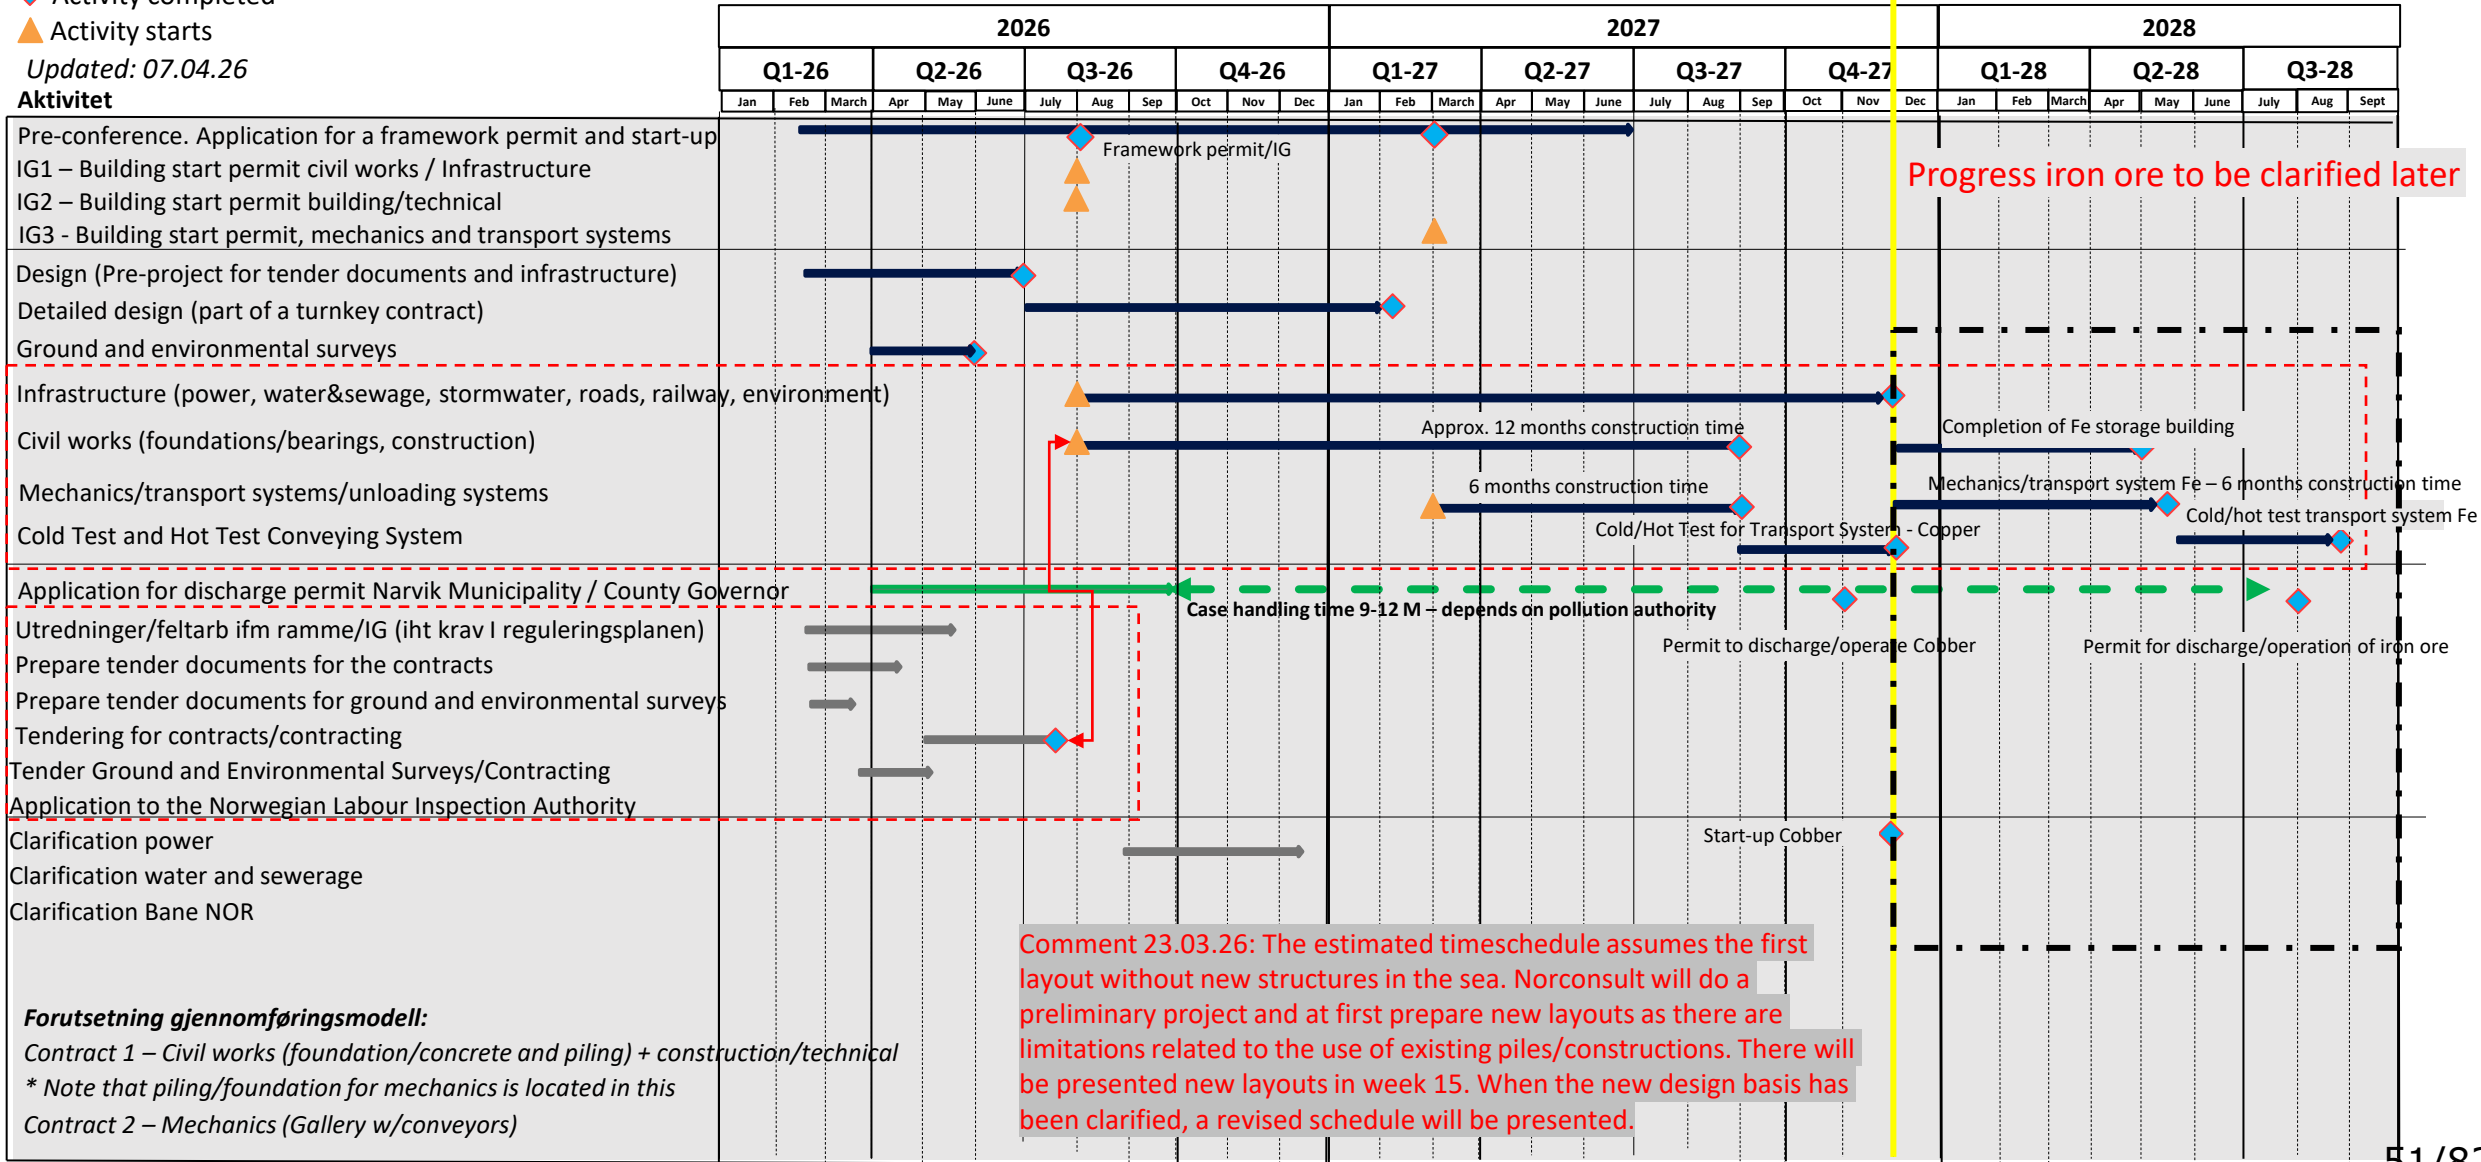 Activity completed
Activity starts
Updated: 07.04.26
Aktivitet
2026 2027 2028
Q1-26 Q2-26 Q3-26 Q4-26 Q1-27 Q2-27 Q3-27 Q4-27 Q1-28 Q2-28 Q3-28
Jan Feb March Apr May June July Aug Sep Oct Nov Dec Jan Feb March Apr May June July Aug Sep Oct Nov Dec Jan Feb March Apr May June July Aug Sept
Pre-conference. Application for a framework permit and start-up
Framework permit/IG
IG1 – Building start permit civil works / Infrastructure
Progress iron ore to be clarified later
IG2 – Building start permit building/technical
IG3 - Building start permit, mechanics and transport systems
Design (Pre-project for tender documents and infrastructure)
Detailed design (part of a turnkey contract)
Ground and environmental surveys
Infrastructure (power, water&sewage, stormwater, roads, railway, environment)
Approx. 12 months construction time
Completion of Fe storage building
Civil works (foundations/bearings, construction)
Mechanics/transport system Fe – 6 months construction time
6 months construction time
Mechanics/transport systems/unloading systems
Cold/hot test transport system Fe
Cold/Hot Test for Transport System - Copper
Cold Test and Hot Test Conveying System
Application for discharge permit Narvik Municipality / County Governor
Case handling time 9-12 M – depends on pollution authority
Utredninger/feltarb ifm ramme/IG (iht krav I reguleringsplanen)
Permit to discharge/operate Cobber
Permit for discharge/operation of iron ore
Prepare tender documents for the contracts
Prepare tender documents for ground and environmental surveys
Tendering for contracts/contracting
Tender Ground and Environmental Surveys/Contracting
Application to the Norwegian Labour Inspection Authority
Start-up Cobber
Clarification power
Clarification water and sewerage
Clarification Bane NOR
Comment 23.03.26: The estimated timeschedule assumes the first
layout without new structures in the sea. Norconsult will do a
preliminary project and at first prepare new layouts as there are
limitations related to the use of existing piles/constructions. There will
be presented new layouts in week 15. When the new design basis has
been clarified, a revised schedule will be presented.
Forutsetning gjennomføringsmodell:
Contract 1 – Civil works (foundation/concrete and piling) + construction/technical
* Note that piling/foundation for mechanics is located in this
Contract 2 – Mechanics (Gallery w/conveyors)